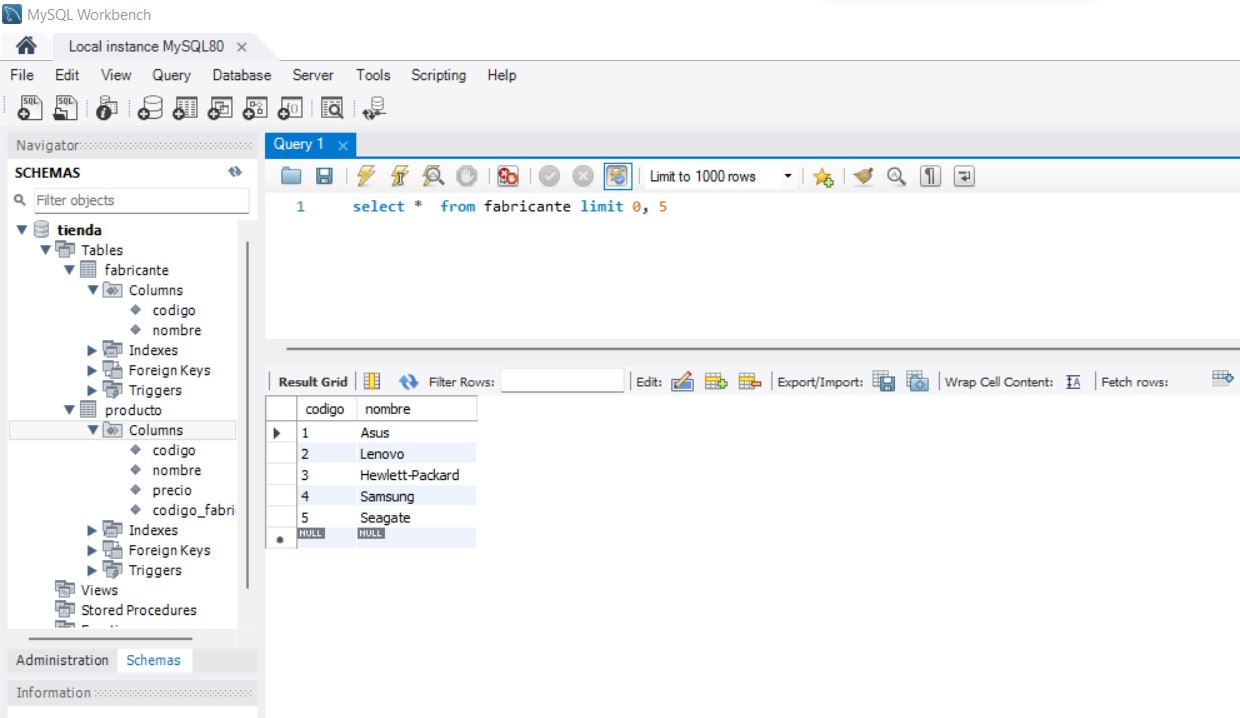 MySQL Workbench
Local instance MySQL80
File Edit View Query Database Server Tools Scripting Help
Navigator
SCHEMAS
Filter objects
tienda
Tables
fabricante
Columns
codigo
nombre
Indexes
Foreign Keys
Triggers
producto
Columns
codigo
nombre
precio
codigo_fabri
Indexes
Foreign Keys
Triggers
Views
Stored Procedures
Administration Schemas
Information
Query 1
Limit to 1000 rows
1 select * from fabricante limit 0, 5
Result Grid Filter Rows: Edit: Export/Import: Wrap Cell Content: Fetch rows:
codigo nombre
1 Asus
2 Lenovo
3 Hewlett-Packard
4 Samsung
5 Seagate
NULL NULL